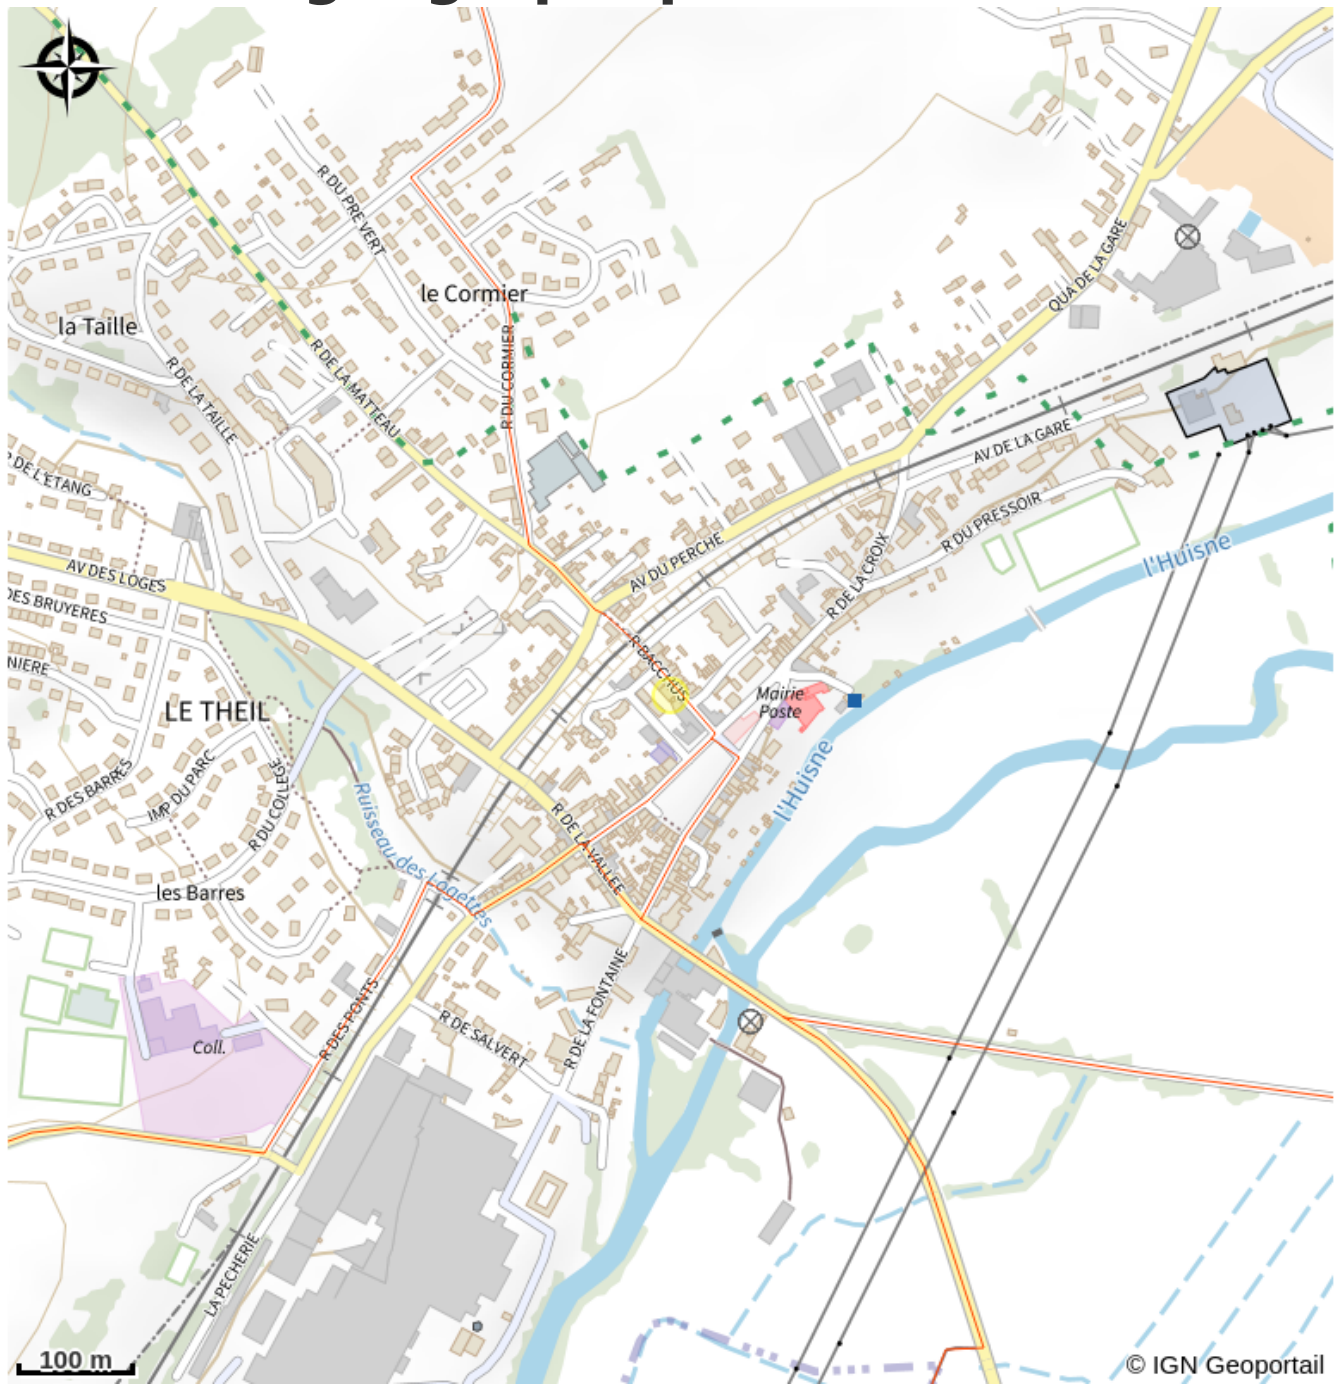 R DU PRE VERT
QUA DE LA GARE
le Cormier
la Taille
R DE LA TAILLE
R DE LA MATTEAU
R DU CORMIER
AV DE LA GARE
P DE L'ETANG
R DU PRESSOIR
l'Huisne
AV DES LOGES
AV DU PERCHE
R DE LA CROIX
DES BRUYERES
NIERE
R BACCHUS
Mairie
Poste
LE THEIL
l'Huisne
R DES BARRES
IMP DU PARC
R DU COLLEGE
Ruisseau des Logettes
R DE LA VALLEE
les Barres
R DES PONTS
R DE SALVERT
R DE LA FONTAINE
Coll.
LA PECHERIE
100 m
© IGN Geoportail